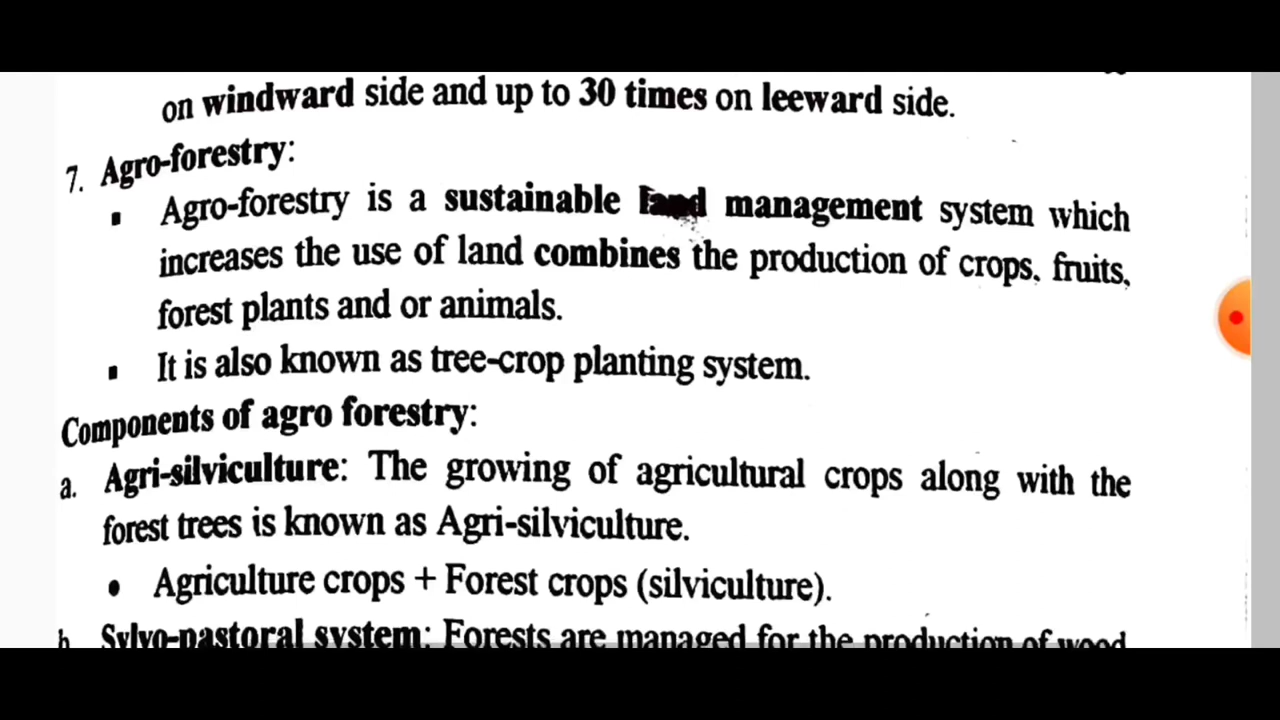 on windward side and up to 30 times on leeward side.
7. Agro-forestry:
▪ Agro-forestry is a sustainable land management system which
increases the use of land combines the production of crops, fruits,
forest plants and or animals.
▪ It is also known as tree-crop planting system.
Components of agro forestry:
a. Agri-silviculture: The growing of agricultural crops along with the
forest trees is known as Agri-silviculture.
• Agriculture crops + Forest crops (silviculture).
b. Sylvo-pastoral system: Forests are managed for the production of wood